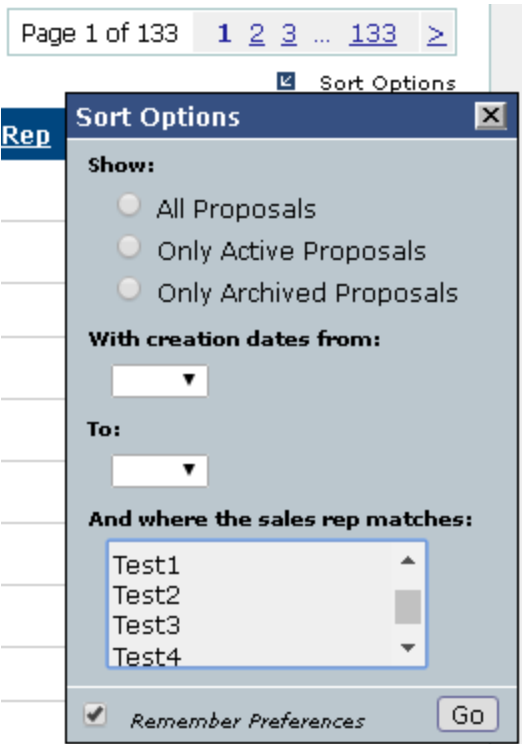 Page 1 of 133 1 2 3 ... 133 >
Sort Options
Rep
Sort Options
Show:
All Proposals
Only Active Proposals
Only Archived Proposals
With creation dates from:
To:
And where the sales rep matches:
Test1
Test2
Test3
Test4
Remember Preferences Go